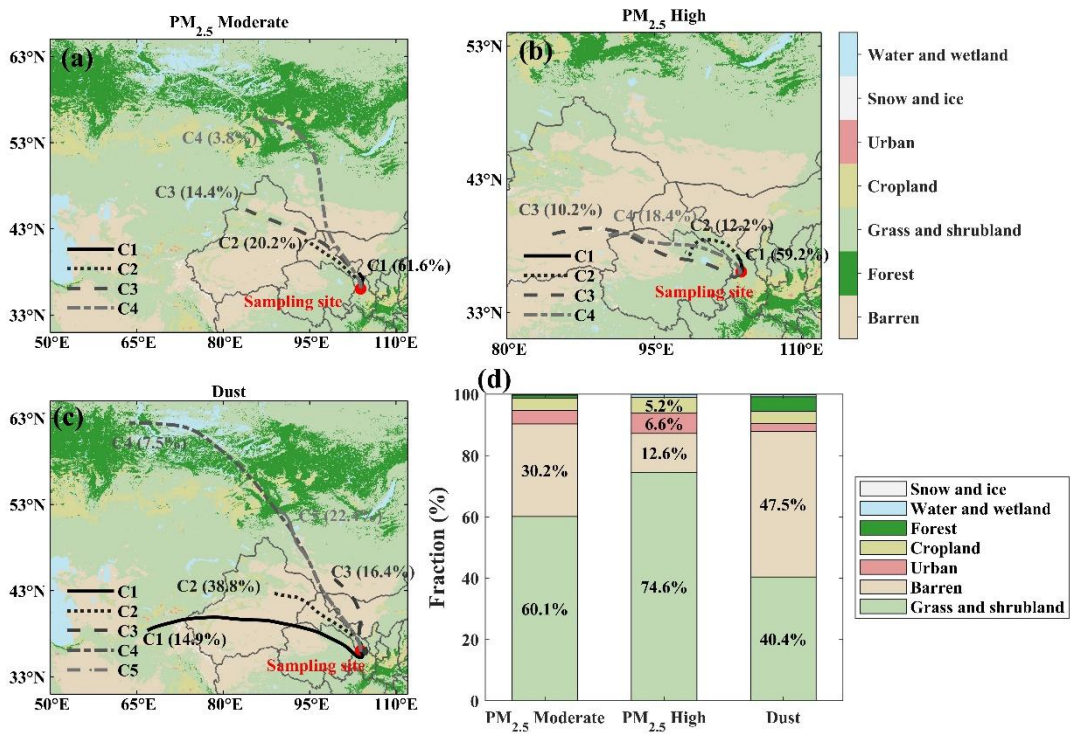 PM2.5 Moderate
(a)
63°N
53°N
43°N
33°N
50°E
65°E
80°E
95°E
110°E
C4 (3.8%)
C3 (14.4%)
C2 (20.2%)
C1 (61.6%)
Sampling site
C1
C2
C3
C4
PM2.5 High
(b)
53°N
43°N
33°N
80°E
95°E
110°E
C3 (10.2%)
C4 (18.4%)
C2 (12.2%)
C1 (59.2%)
Sampling site
C1
C2
C3
C4
Water and wetland
Snow and ice
Urban
Cropland
Grass and shrubland
Forest
Barren
Dust
(c)
63°N
53°N
43°N
33°N
50°E
65°E
80°E
95°E
110°E
C4 (7.5%)
C3 (16.4%)
C2 (38.8%)
C1 (14.9%)
Sampling site
C1
C2
C3
C4
C5
(d)
Fraction (%)
100
80
60
40
20
0
30.2%
60.1%
5.2%
6.6%
12.6%
74.6%
47.5%
40.4%
PM2.5 Moderate
PM2.5 High
Dust
Snow and ice
Water and wetland
Forest
Cropland
Urban
Barren
Grass and shrubland